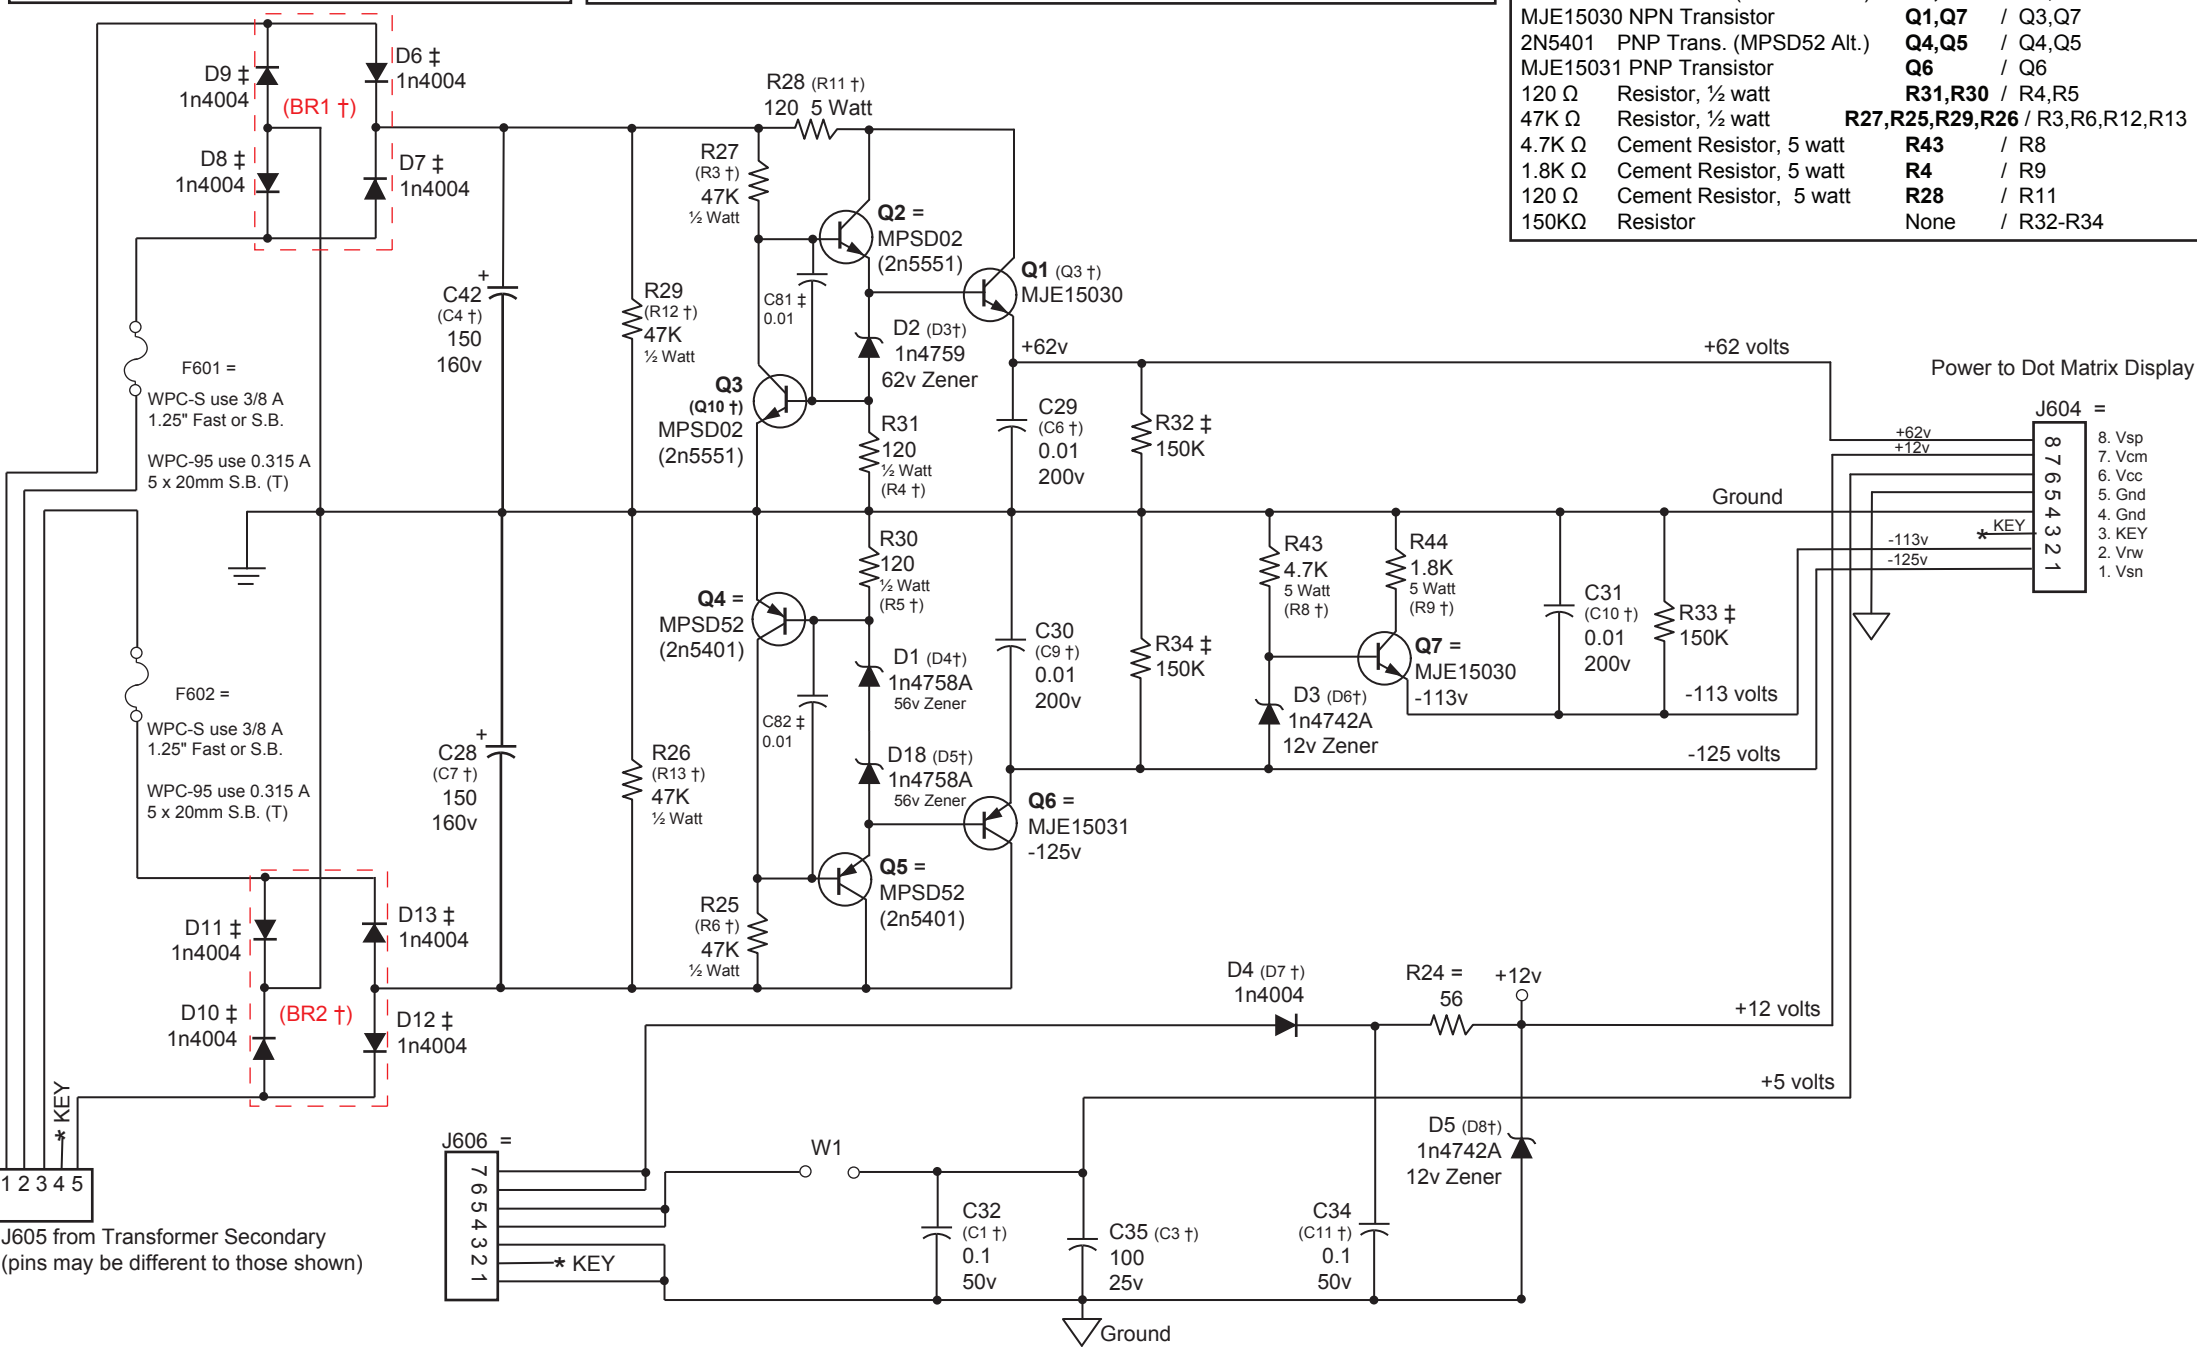 MJE15030 NPN Transistor Q1,Q7 / Q3,Q7
2N5401 PNP Trans. (MPSD52 Alt.) Q4,Q5 / Q4,Q5
MJE15031 PNP Transistor Q6 / Q6
120 Ω Resistor, ½ watt R31,R30 / R4,R5
47K Ω Resistor, ½ watt R27,R25,R29,R26 / R3,R6,R12,R13
4.7K Ω Cement Resistor, 5 watt R43 / R8
1.8K Ω Cement Resistor, 5 watt R4 / R9
120 Ω Cement Resistor, 5 watt R28 / R11
150KΩ Resistor None / R32-R34
D9 ‡
1n4004
D6 ‡
1n4004
(BR1 †)
D8 ‡
1n4004
D7 ‡
1n4004
R28 (R11 †)
120 5 Watt
R27
(R3 †)
47K
½ Watt
Q2 =
MPSD02
(2n5551)
C81 ‡
0.01
Q1 (Q3 †)
MJE15030
+
C42
(C4 †)
150
160v
R29
(R12 †)
47K
½ Watt
D2 (D3†)
1n4759
62v Zener
+62v
+62 volts
Q3
(Q10 †)
MPSD02
(2n5551)
R31
120
½ Watt
(R4 †)
C29
(C6 †)
0.01
200v
R32 ‡
150K
F601 =
WPC-S use 3/8 A
1.25" Fast or S.B.
WPC-95 use 0.315 A
5 x 20mm S.B. (T)
Power to Dot Matrix Display
J604 =
+62v
+12v
KEY
*
-113v
-125v
8
7
6
5
4
3
2
1
8. Vsp
7. Vcm
6. Vcc
5. Gnd
4. Gnd
3. KEY
2. Vrw
1. Vsn
Ground
R30
120
½ Watt
(R5 †)
Q4 =
MPSD52
(2n5401)
R43
4.7K
5 Watt
(R8 †)
R44
1.8K
5 Watt
(R9 †)
C31
(C10 †)
0.01
200v
R33 ‡
150K
C30
(C9 †)
0.01
200v
R34 ‡
150K
D1 (D4†)
1n4758A
56v Zener
Q7 =
MJE15030
-113v
-113 volts
D3 (D6†)
1n4742A
12v Zener
C82 ‡
0.01
F602 =
WPC-S use 3/8 A
1.25" Fast or S.B.
WPC-95 use 0.315 A
5 x 20mm S.B. (T)
+
C28
(C7 †)
150
160v
R26
(R13 †)
47K
½ Watt
D18 (D5†)
1n4758A
56v Zener
-125 volts
Q6 =
MJE15031
-125v
Q5 =
MPSD52
(2n5401)
R25
(R6 †)
47K
½ Watt
D11 ‡
1n4004
D13 ‡
1n4004
D10 ‡
1n4004
(BR2 †)
D12 ‡
1n4004
D4 (D7 †)
1n4004
R24 =
56
+12v
+12 volts
+5 volts
D5 (D8†)
1n4742A
12v Zener
* KEY
1 2 3 4 5
J605 from Transformer Secondary
(pins may be different to those shown)
J606 =
7
6
5
4
3
2
1
* KEY
W1
C32
(C1 †)
0.1
50v
C35 (C3 †)
100
25v
C34
(C11 †)
0.1
50v
Ground